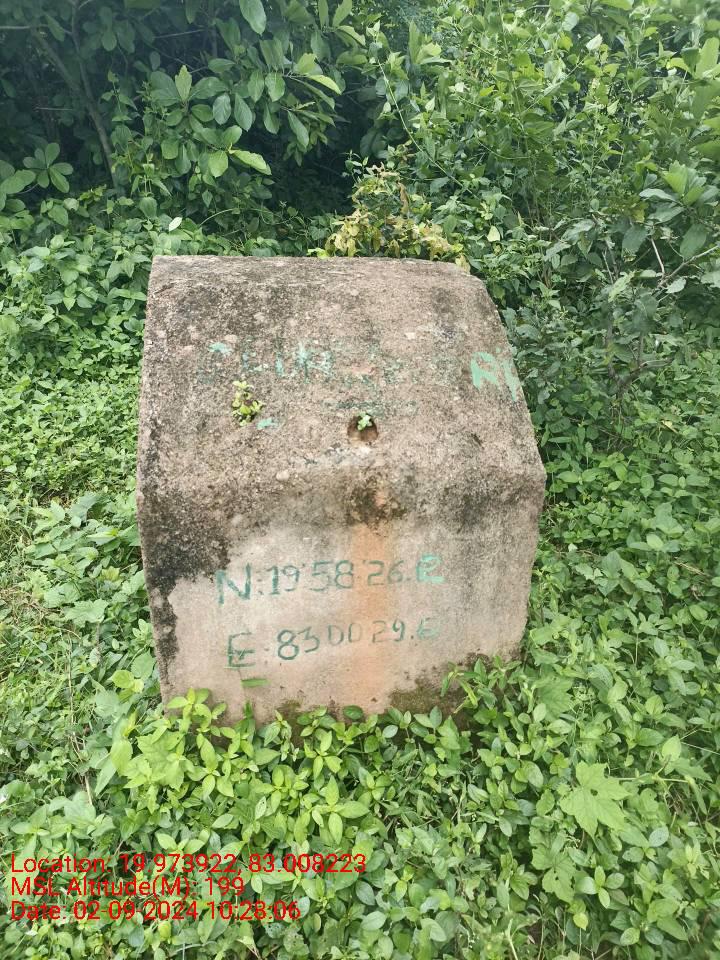 N:19°58'26.2
E:83 00 29.6
Location: 19.973922, 83.008223
MSL Altitude(M): 199
Date: 02-09-2024 10:28:06